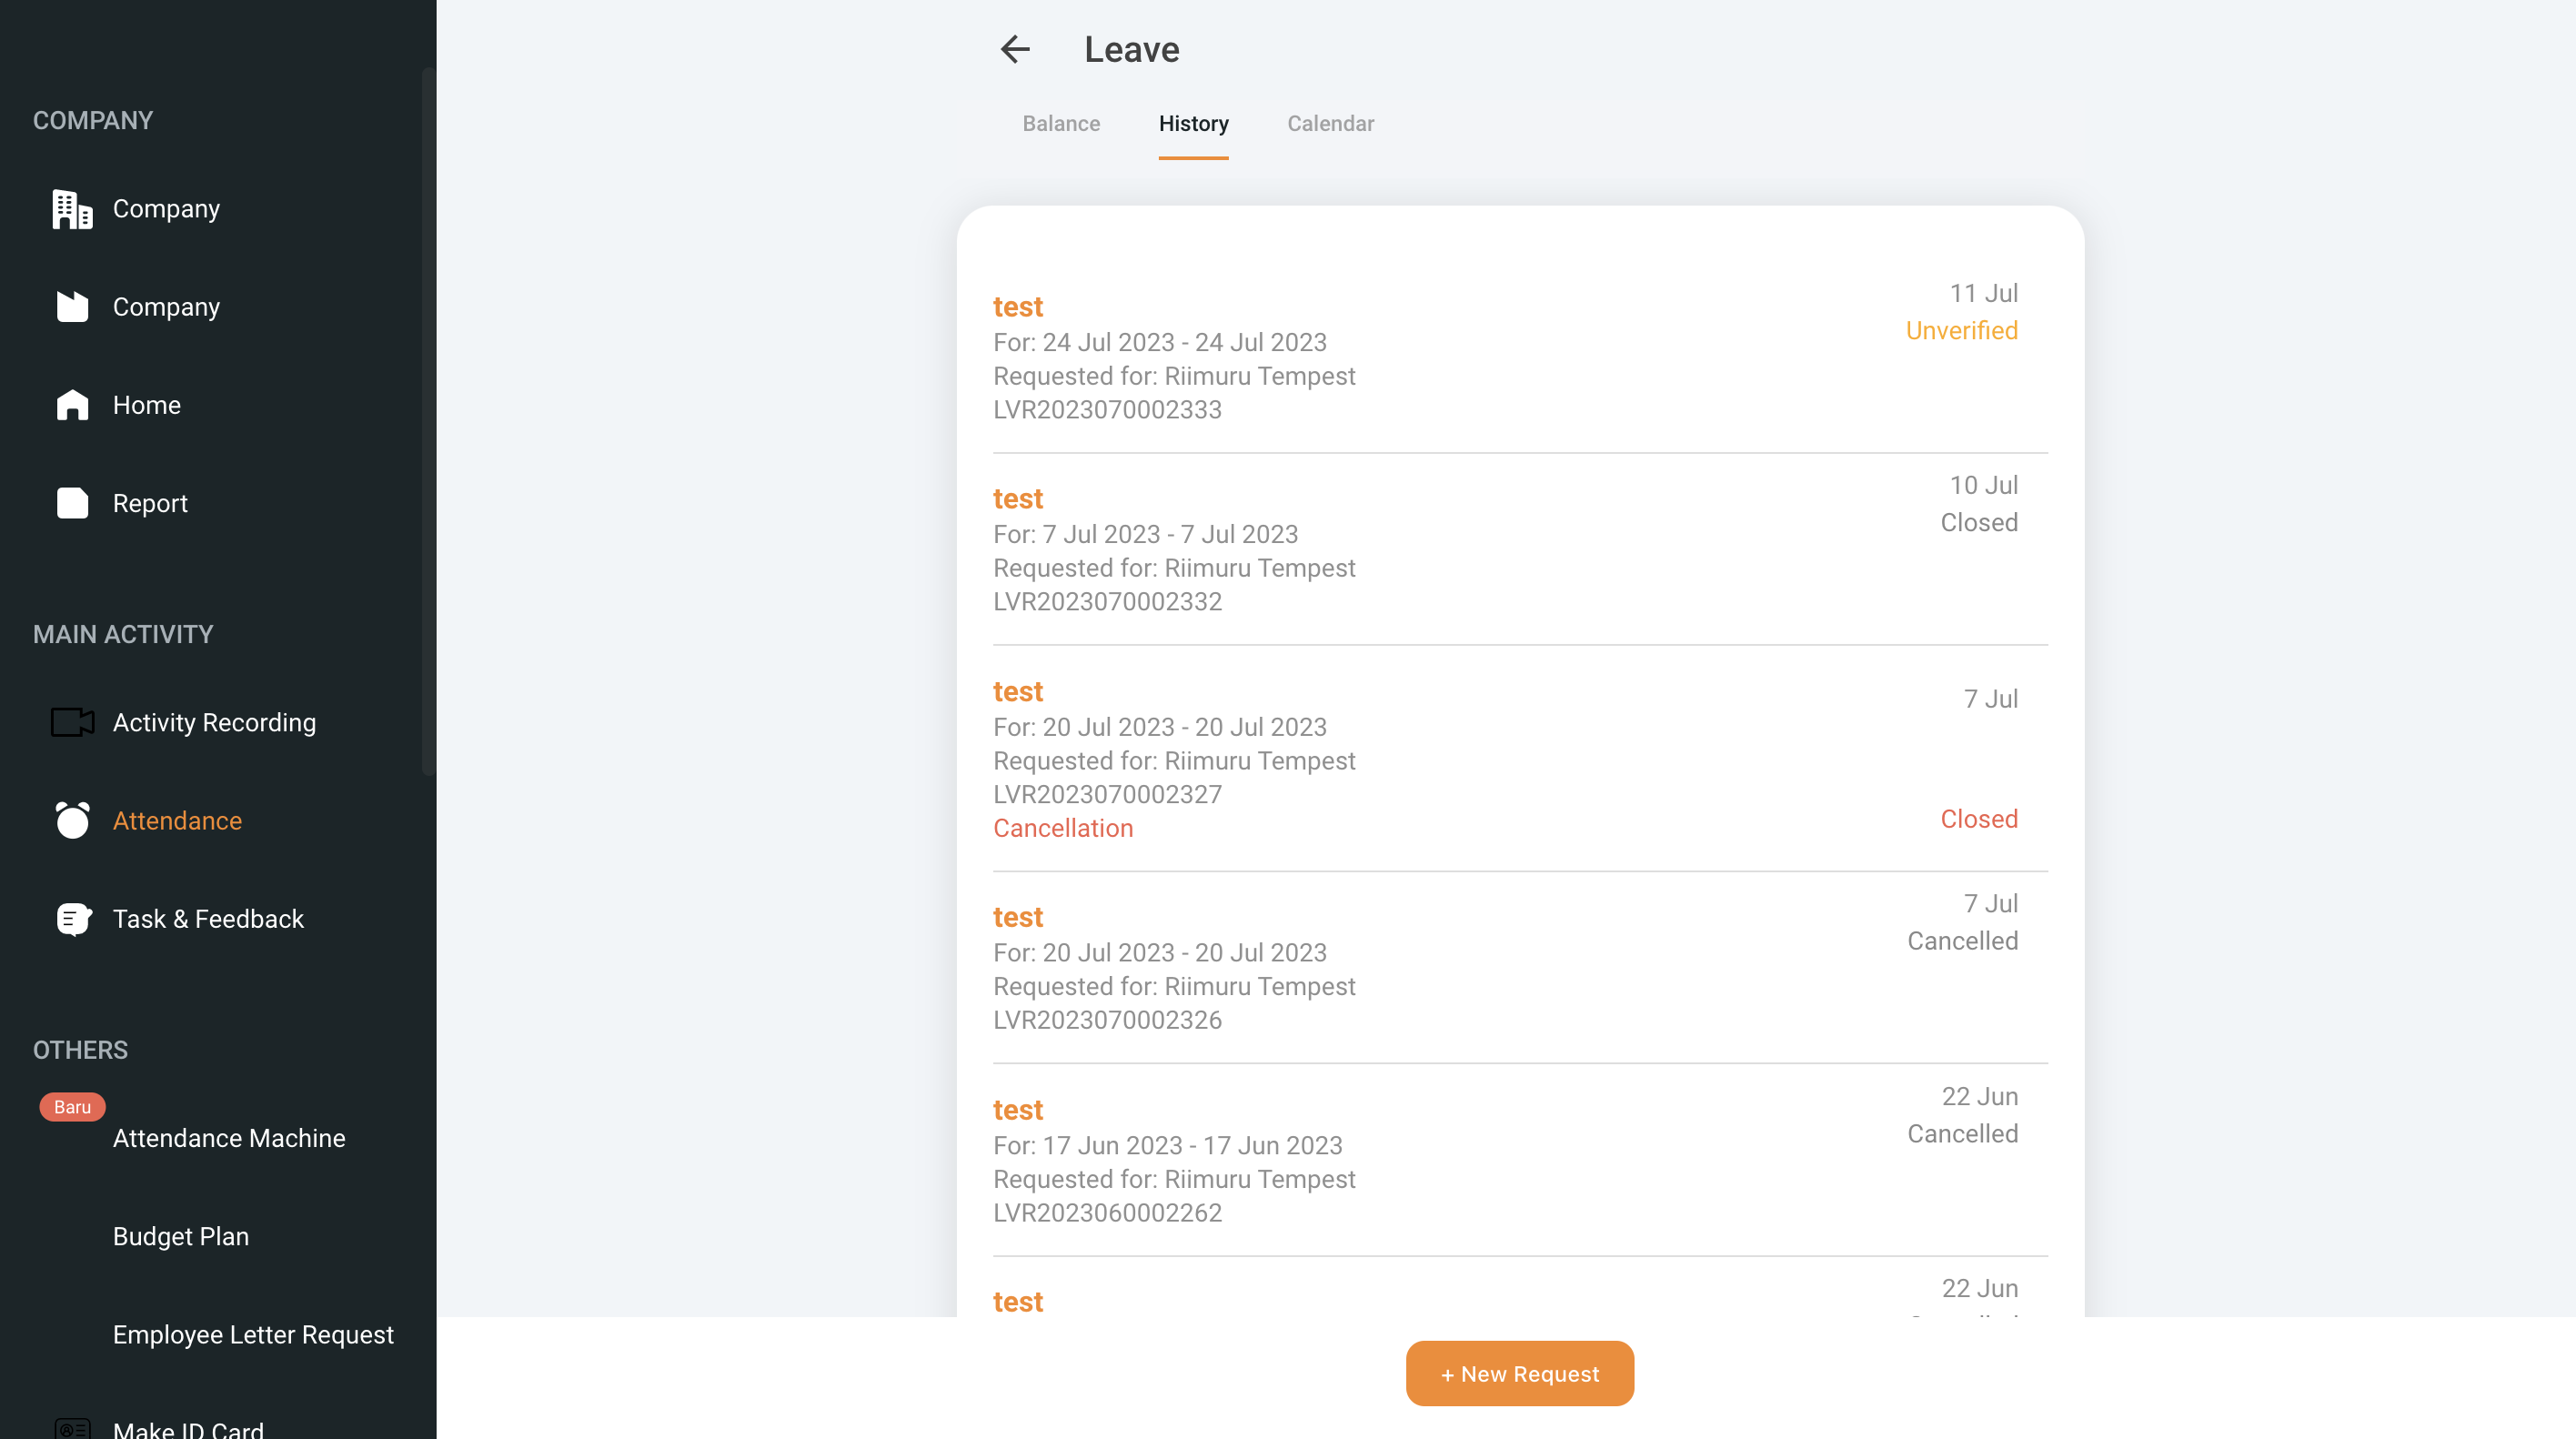 COMPANY
Company
Company
Home
Report
MAIN ACTIVITY
Activity Recording
Attendance
Task & Feedback
OTHERS
Baru
Attendance Machine
Budget Plan
Employee Letter Request
Make ID Card
Leave
Balance
History
Calendar
test
11 Jul
Unverified
For: 24 Jul 2023 - 24 Jul 2023
Requested for: Riimuru Tempest
LVR2023070002333
test
10 Jul
Closed
For: 7 Jul 2023 - 7 Jul 2023
Requested for: Riimuru Tempest
LVR2023070002332
test
7 Jul
For: 20 Jul 2023 - 20 Jul 2023
Requested for: Riimuru Tempest
LVR2023070002327
Cancellation
Closed
test
7 Jul
Cancelled
For: 20 Jul 2023 - 20 Jul 2023
Requested for: Riimuru Tempest
LVR2023070002326
test
22 Jun
Cancelled
For: 17 Jun 2023 - 17 Jun 2023
Requested for: Riimuru Tempest
LVR2023060002262
test
22 Jun
+ New Request